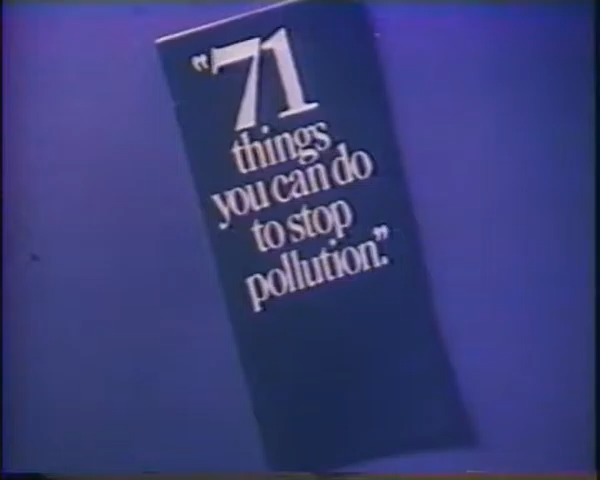 “71
things
you can do
to stop
pollution.”